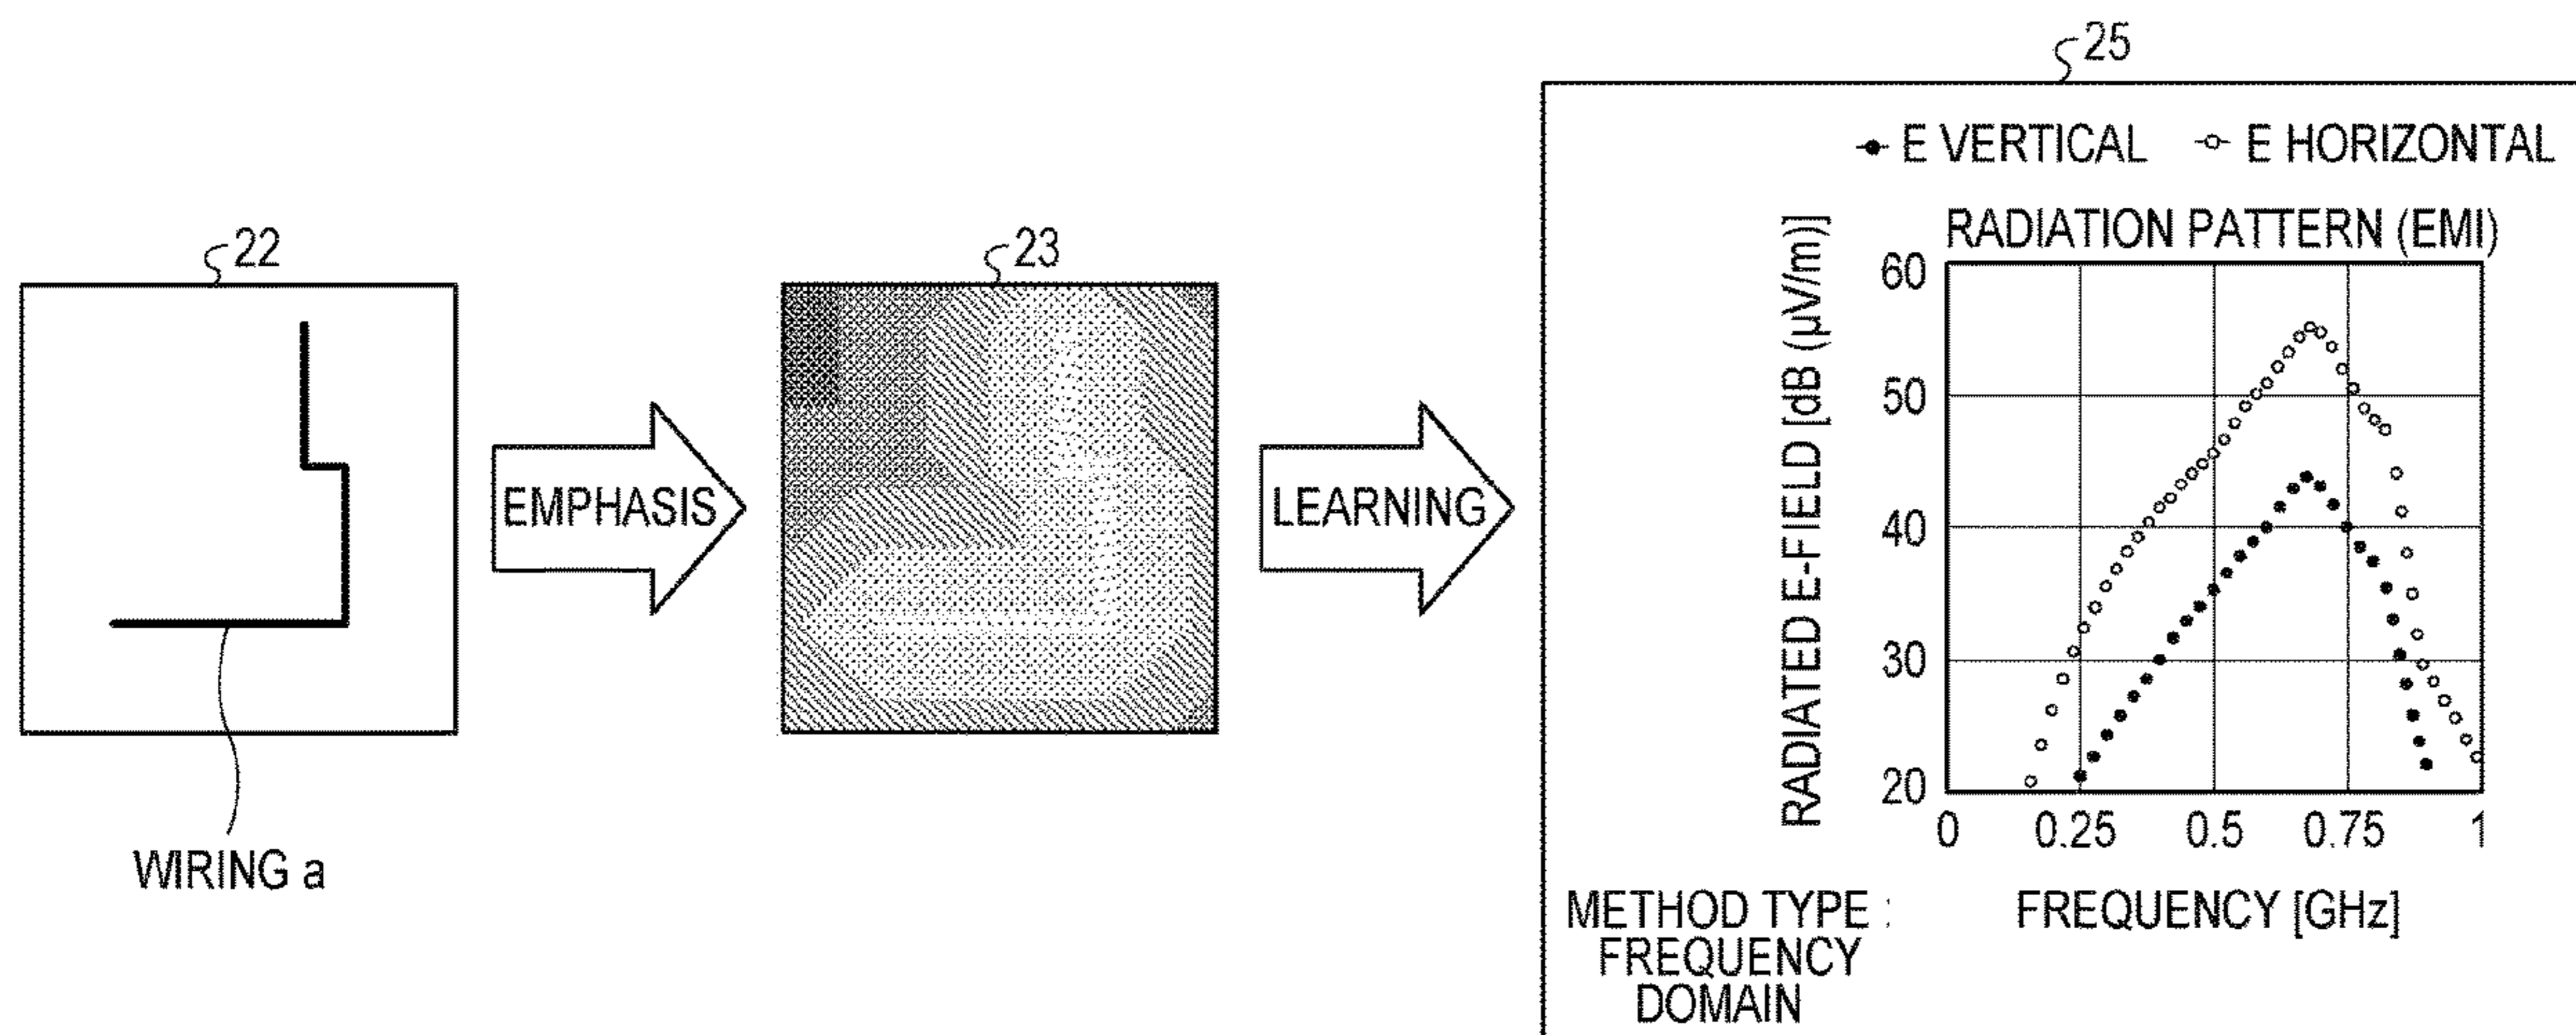 22
WIRING a
EMPHASIS
23
LEARNING
25
E VERTICAL
E HORIZONTAL
RADIATION PATTERN (EMI)
RADIATED E-FIELD [dB (µV/m)]
60
50
40
30
20
0
0.25
0.5
0.75
1
FREQUENCY [GHz]
METHOD TYPE :
FREQUENCY
DOMAIN